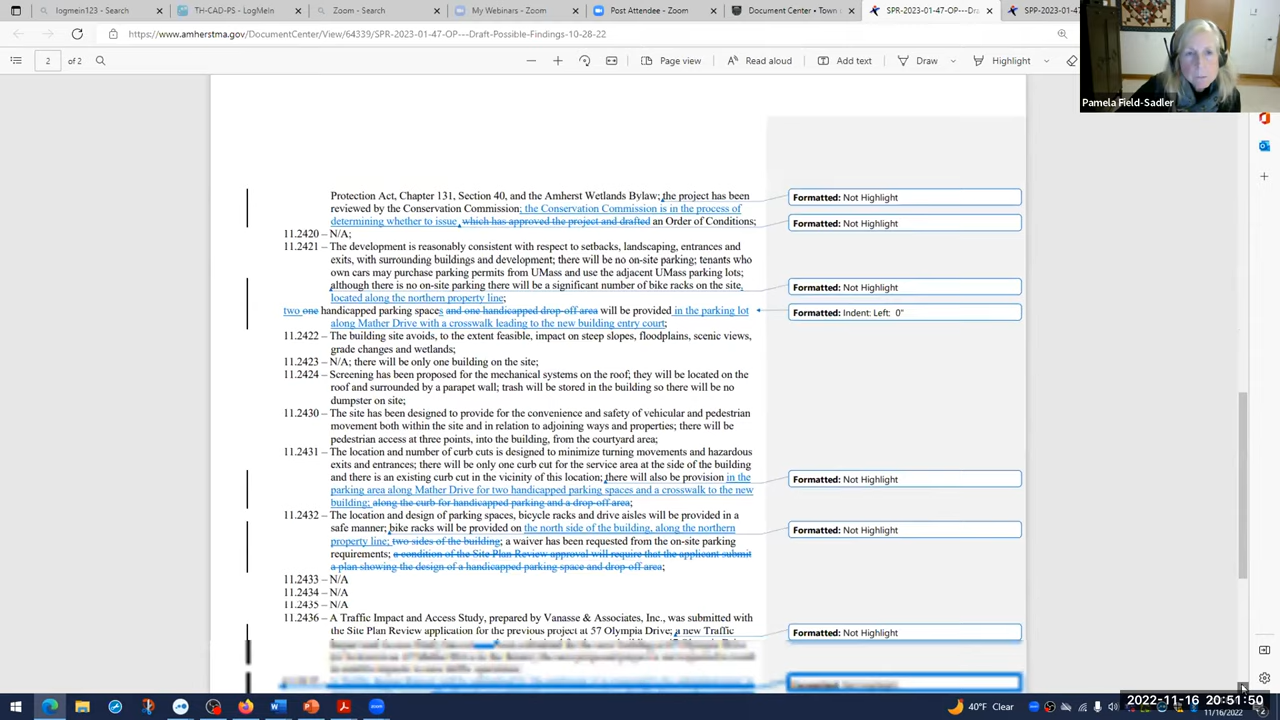 logmein123 - Search
TH-CAD-PS - LogMeIn
Zoom - Search
My Webinars - Zoom
Post Attendee - Zoom
Document Center • Town
SPR-2023-01-47-OP---Dra
SPR-2023-01-47
https://www.amherstma.gov/DocumentCenter/View/64339/SPR-2023-01-47-OP---Draft-Possible-Findings-10-28-22
2 of 2
Page view
Read aloud
Add text
Draw
Highlight
Pamela Field-Sadler
Protection Act, Chapter 131, Section 40, and the Amherst Wetlands Bylaw; the project has been
reviewed by the Conservation Commission; the Conservation Commission is in the process of
determining whether to issue which has approved the project and drafted an Order of Conditions;
11.2420 – N/A;
11.2421 – The development is reasonably consistent with respect to setbacks, landscaping, entrances and
exits, with surrounding buildings and development; there will be no on-site parking; tenants who
own cars may purchase parking permits from UMass and use the adjacent UMass parking lots;
although there is no on-site parking there will be a significant number of bike racks on the site,
located along the northern property line;
two one handicapped parking spaces and one handicapped drop-off area will be provided in the parking lot
along Mather Drive with a crosswalk leading to the new building entry court;
11.2422 – The building site avoids, to the extent feasible, impact on steep slopes, floodplains, scenic views,
grade changes and wetlands;
11.2423 – N/A; there will be only one building on the site;
11.2424 – Screening has been proposed for the mechanical systems on the roof; they will be located on the
roof and surrounded by a parapet wall; trash will be stored in the building so there will be no
dumpster on site;
11.2430 – The site has been designed to provide for the convenience and safety of vehicular and pedestrian
movement both within the site and in relation to adjoining ways and properties; there will be
pedestrian access at three points, into the building, from the courtyard area;
11.2431 – The location and number of curb cuts is designed to minimize turning movements and hazardous
exits and entrances; there will be only one curb cut for the service area at the side of the building
and there is an existing curb cut in the vicinity of this location; there will also be provision in the
parking area along Mather Drive for two handicapped parking spaces and a crosswalk to the new
building; along the curb for handicapped parking and a drop-off area;
11.2432 – The location and design of parking spaces, bicycle racks and drive aisles will be provided in a
safe manner; bike racks will be provided on the north side of the building, along the northern
property line; two sides of the building; a waiver has been requested from the on-site parking
requirements; a condition of the Site Plan Review approval will require that the applicant submit
a plan showing the design of a handicapped parking space and drop off area;
11.2433 – N/A
11.2434 – N/A
11.2435 – N/A
11.2436 – A Traffic Impact and Access Study, prepared by Vanasse & Associates, Inc., was submitted with
the Site Plan Review application for the previous project at 57 Olympia Drive; a new Traffic
Formatted: Not Highlight
Formatted: Not Highlight
Formatted: Not Highlight
Formatted: Indent: Left: 0"
Formatted: Not Highlight
Formatted: Not Highlight
Formatted: Not Highlight
40°F Clear
2022-11-16 20:51:50
11/16/2022